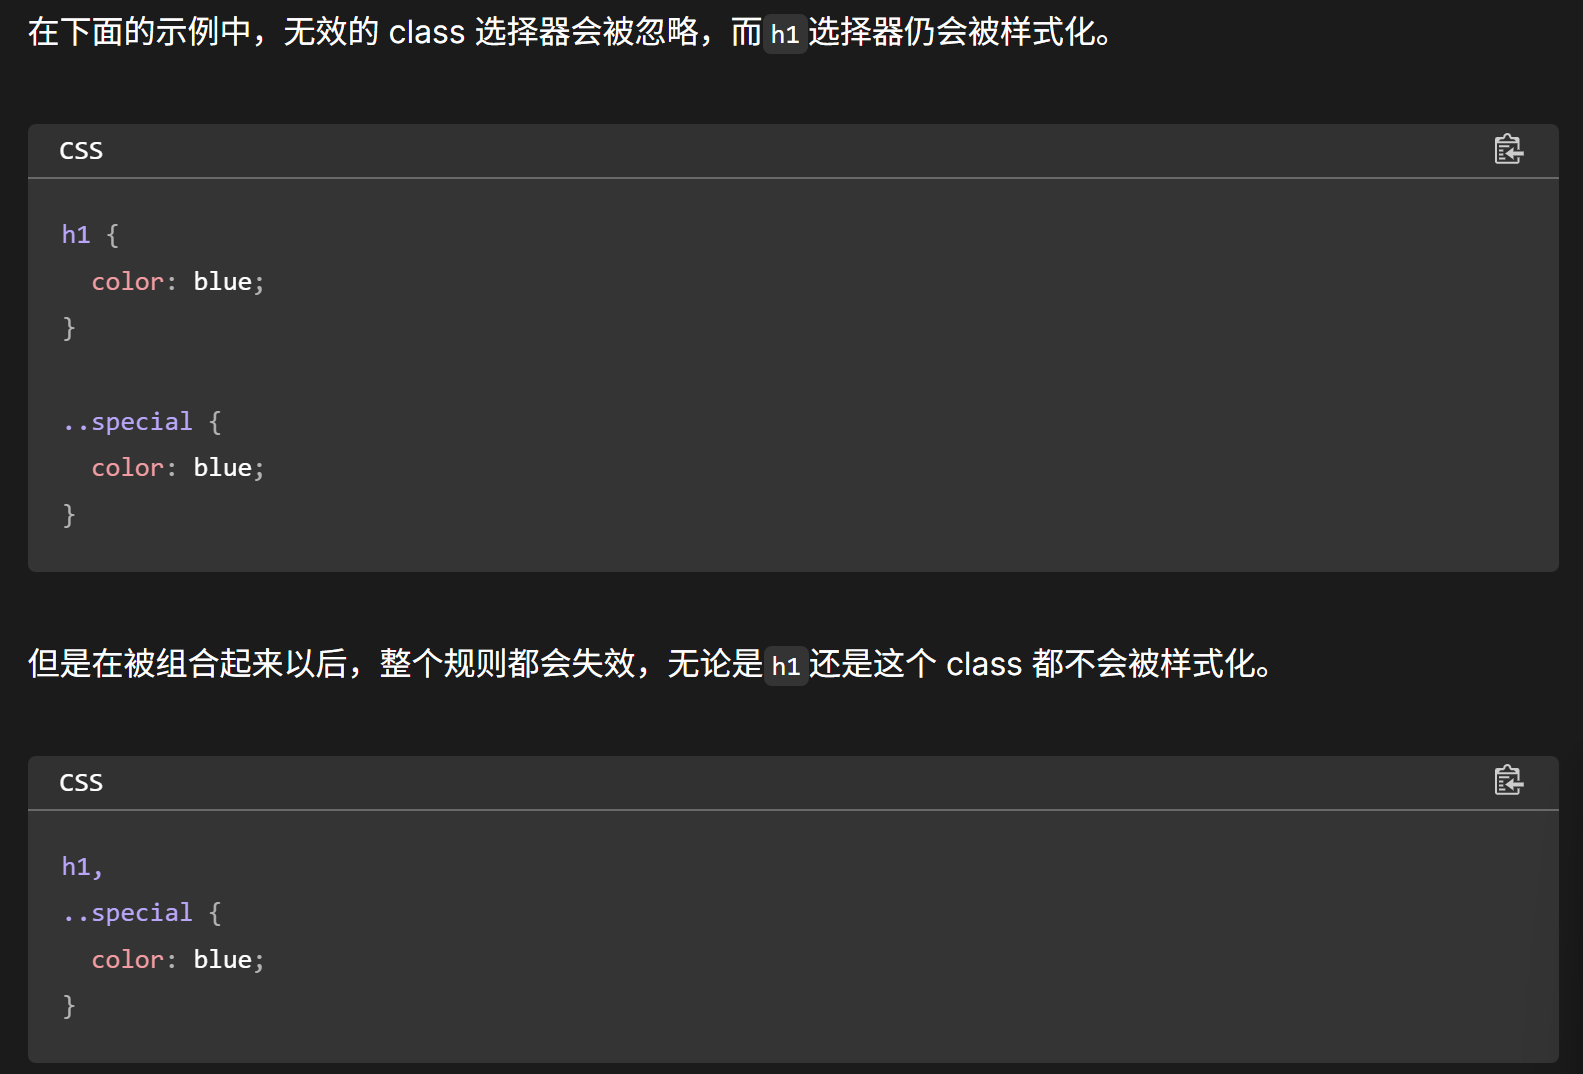 在下面的示例中，无效的 class 选择器会被忽略，而 h1 选择器仍会被样式化。
CSS
h1 {
  color: blue;
}
..special {
  color: blue;
}
但是在被组合起来以后，整个规则都会失效，无论是 h1 还是这个 class 都不会被样式化。
CSS
h1,
..special {
  color: blue;
}